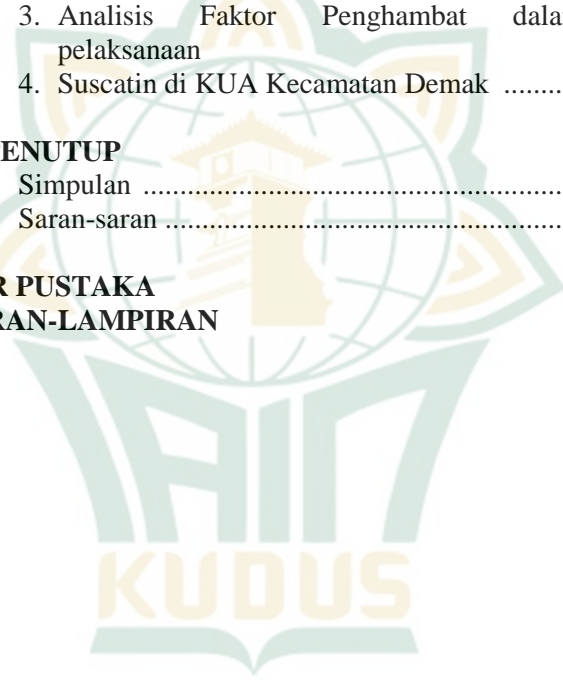 3. Analisis Faktor Penghambat dala
pelaksanaan
4. Suscatin di KUA Kecamatan Demak ........
ENUTUP
Simpulan ..........................................................................
Saran-saran ......................................................................
R PUSTAKA
RAN-LAMPIRAN
IAIN
KUDUS